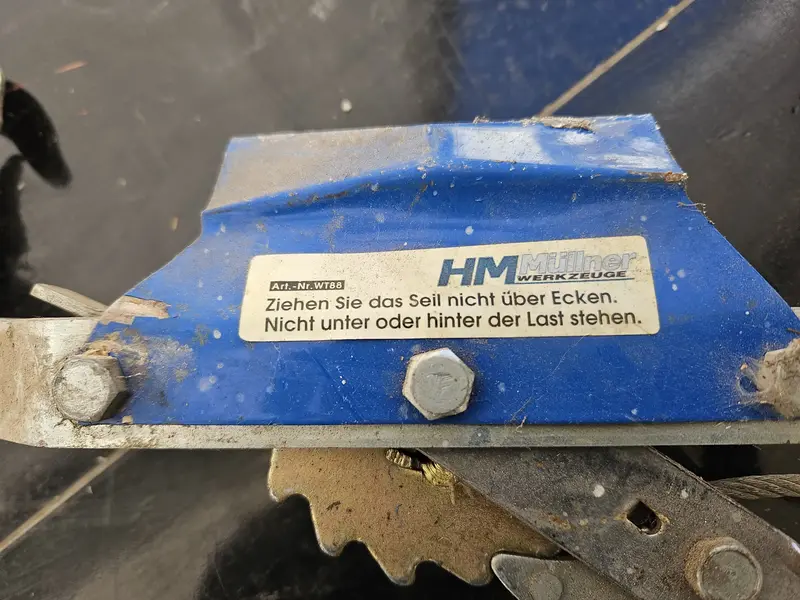 HM Müllner
WERKZEUGE
Art.-Nr. WT88
Ziehen Sie das Seil nicht über Ecken.
Nicht unter oder hinter der Last stehen.